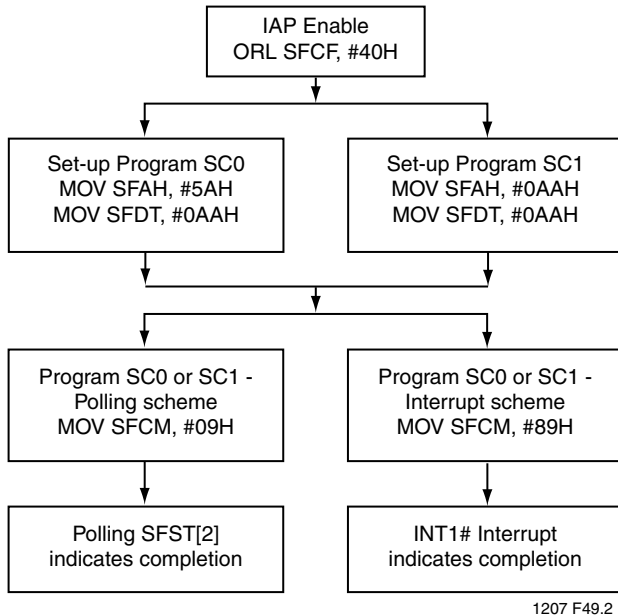 IAP Enable
ORL SFCF, #40H
Set-up Program SC0
MOV SFAH, #5AH
MOV SFDT, #0AAH
Set-up Program SC1
MOV SFAH, #0AAH
MOV SFDT, #0AAH
Program SC0 or SC1 -
Polling scheme
MOV SFCM, #09H
Program SC0 or SC1 -
Interrupt scheme
MOV SFCM, #89H
Polling SFST[2]
indicates completion
INT1# Interrupt
indicates completion
1207 F49.2